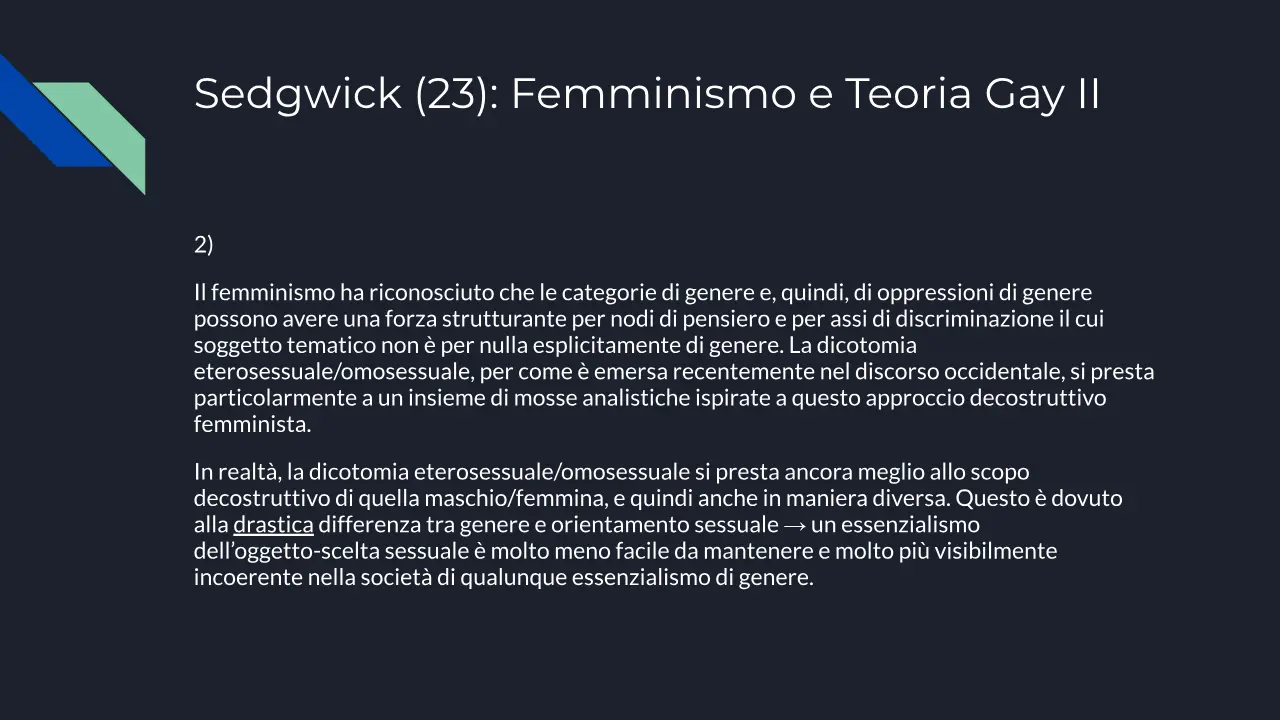 Sedgwick (23): Femminismo e Teoria Gay II
2)
Il femminismo ha riconosciuto che le categorie di genere e, quindi, di oppressioni di genere
possono avere una forza strutturante per nodi di pensiero e per assi di discriminazione il cui
soggetto tematico non è per nulla esplicitamente di genere. La dicotomia
eterosessuale/omosessuale, per come è emersa recentemente nel discorso occidentale, si presta
particolarmente a un insieme di mosse analistiche ispirate a questo approccio decostruttivo
femminista.
In realtà, la dicotomia eterosessuale/omosessuale si presta ancora meglio allo scopo
decostruttivo di quella maschio/femmina, e quindi anche in maniera diversa. Questo è dovuto
alla drastica differenza tra genere e orientamento sessuale → un essenzialismo
dell’oggetto-scelta sessuale è molto meno facile da mantenere e molto più visibilmente
incoerente nella società di qualunque essenzialismo di genere.